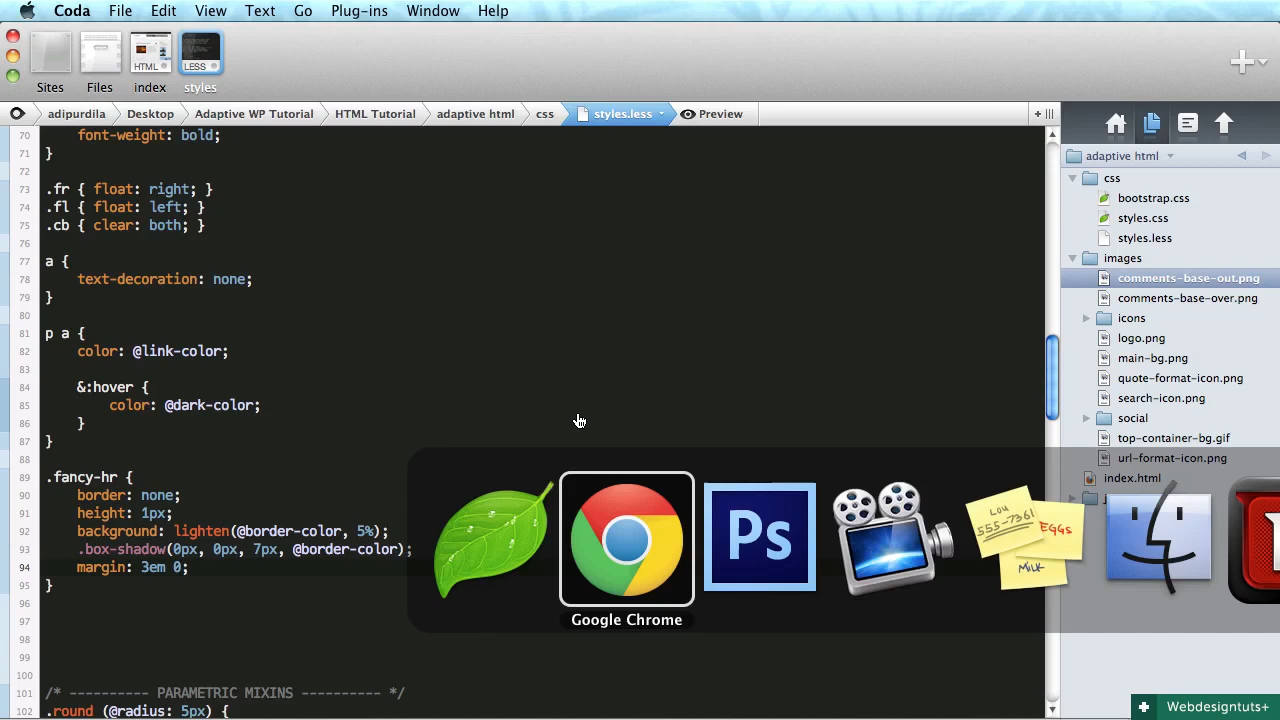 Coda File Edit View Text Go Plug-ins Window Help
HTML LESS
Sites Files index styles
adipurdila Desktop Adaptive WP Tutorial HTML Tutorial adaptive html css styles.less Preview
adaptive html
70 font-weight: bold;
71 }
72
73 .fr { float: right; }
74 .fl { float: left; }
75 .cb { clear: both; }
76
77 a {
78 text-decoration: none;
79 }
80
81 p a {
82 color: @link-color;
83
84 &:hover {
85 color: @dark-color;
86 }
87 }
88
89 .fancy-hr {
90 border: none;
91 height: 1px;
92 background: lighten(@border-color, 5%);
93 .box-shadow(0px, 0px, 7px, @border-color);
94 margin: 3em 0;
95 }
96
97
98
99
100
101 /* ---------- PARAMETRIC MIXINS ---------- */
102 .round (@radius: 5px) {
css
bootstrap.css
styles.css
styles.less
images
comments-base-out.png
comments-base-over.png
icons
logo.png
main-bg.png
quote-format-icon.png
search-icon.png
social
top-container-bg.gif
url-format-icon.png
index.html
Ps
Lou
555-7361
EGGS
MILK
Google Chrome
Webdesigntuts+